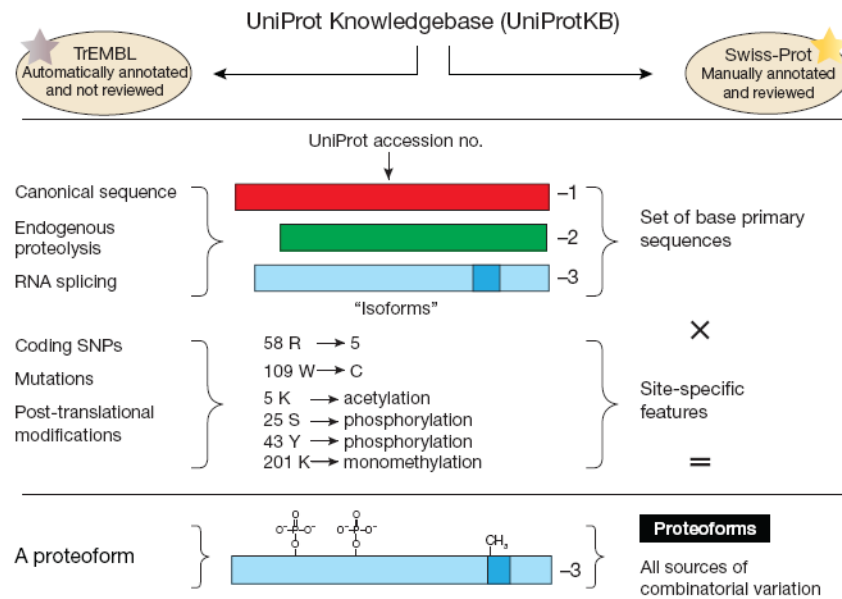 UniProt Knowledgebase (UniProtKB)
TrEMBL
Automatically annotated
and not reviewed
Swiss-Prot
Manually annotated
and reviewed
UniProt accession no.
Canonical sequence
–1
Endogenous
proteolysis
–2
RNA splicing
–3
Set of base primary
sequences
“Isoforms”
×
Coding SNPs
58 R → 5
Mutations
109 W → C
Post-translational
modifications
5 K → acetylation
25 S → phosphorylation
43 Y → phosphorylation
201 K → monomethylation
Site-specific
features
=
A proteoform
O
O⁻–P–O⁻
O
O
O⁻–P–O⁻
O
CH₃
–3
Proteoforms
All sources of
combinatorial variation